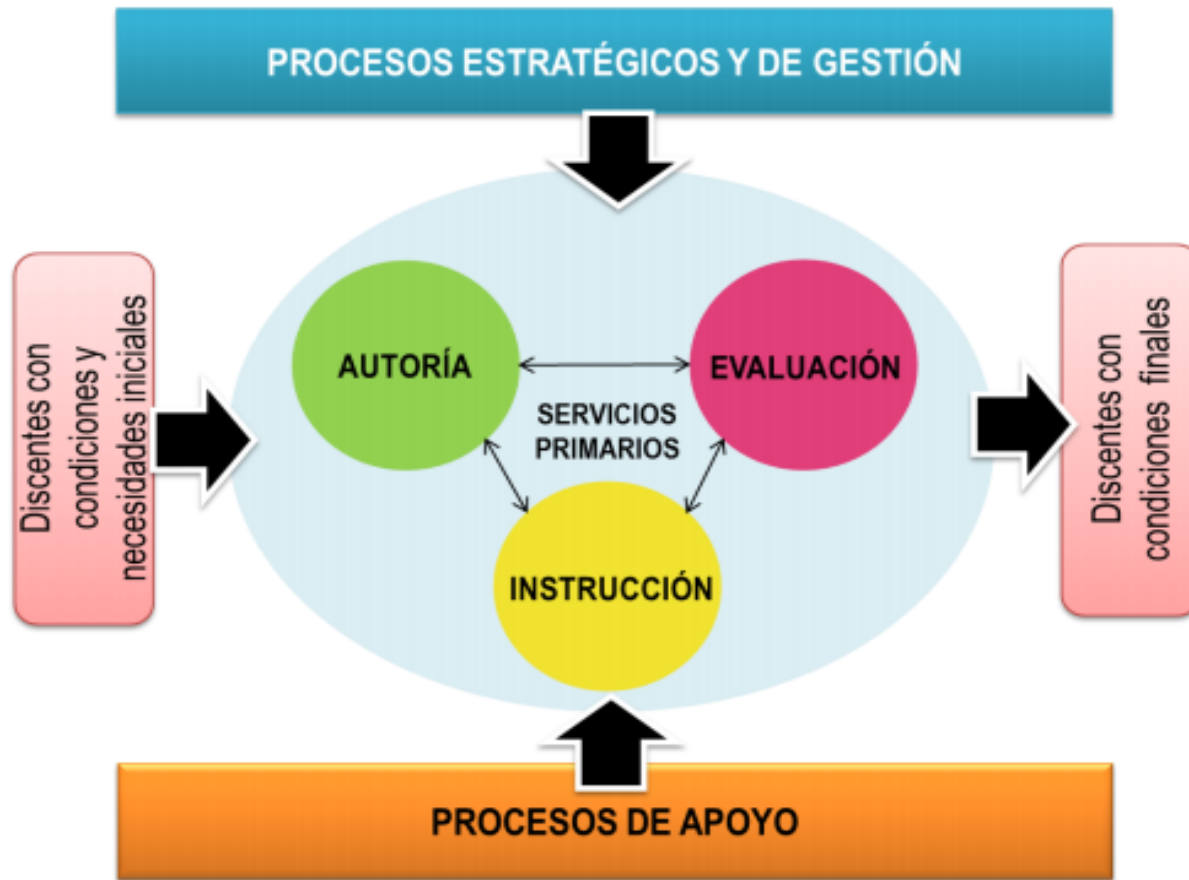 PROCESOS ESTRATÉGICOS Y DE GESTIÓN
Discentes con
condiciones y
necesidades iniciales
AUTORÍA
EVALUACIÓN
SERVICIOS
PRIMARIOS
INSTRUCCIÓN
Discentes con
condiciones finales
PROCESOS DE APOYO